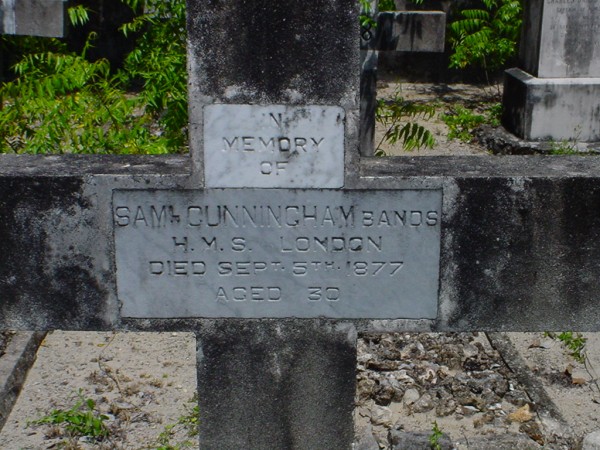 IN
MEMORY
OF
SAML CUNNINGHAM BANDS
H.M.S. LONDON
DIED SEPT. 5TH. 1877
AGED 30